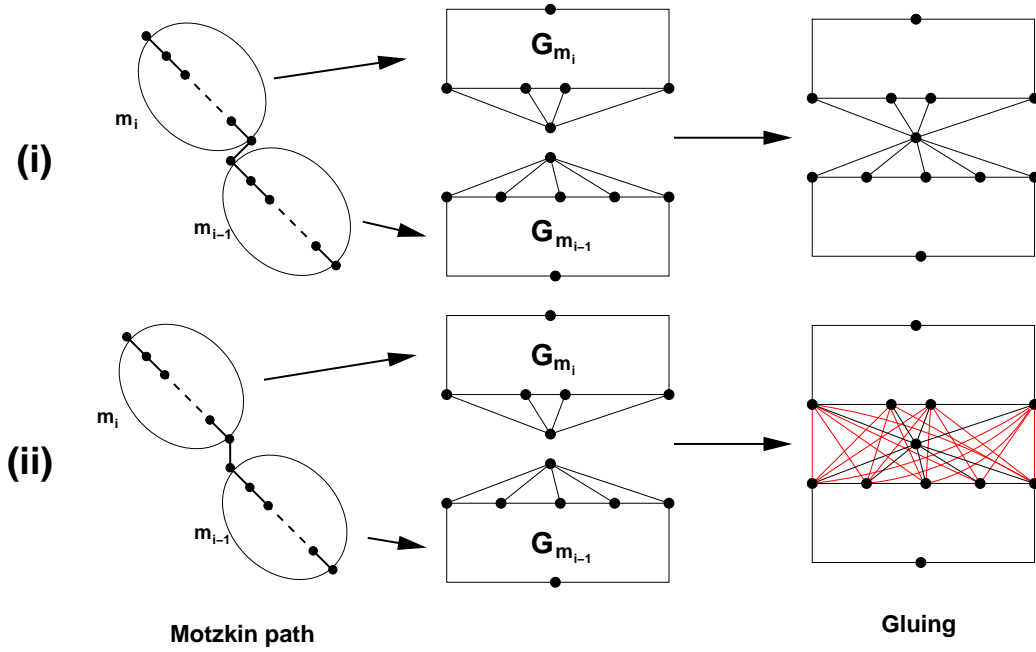 (i)
m_i
G_{m_i}
m_{i–1}
G_{m_{i–1}}
(ii)
m_i
G_{m_i}
m_{i–1}
G_{m_{i–1}}
Motzkin path
Gluing